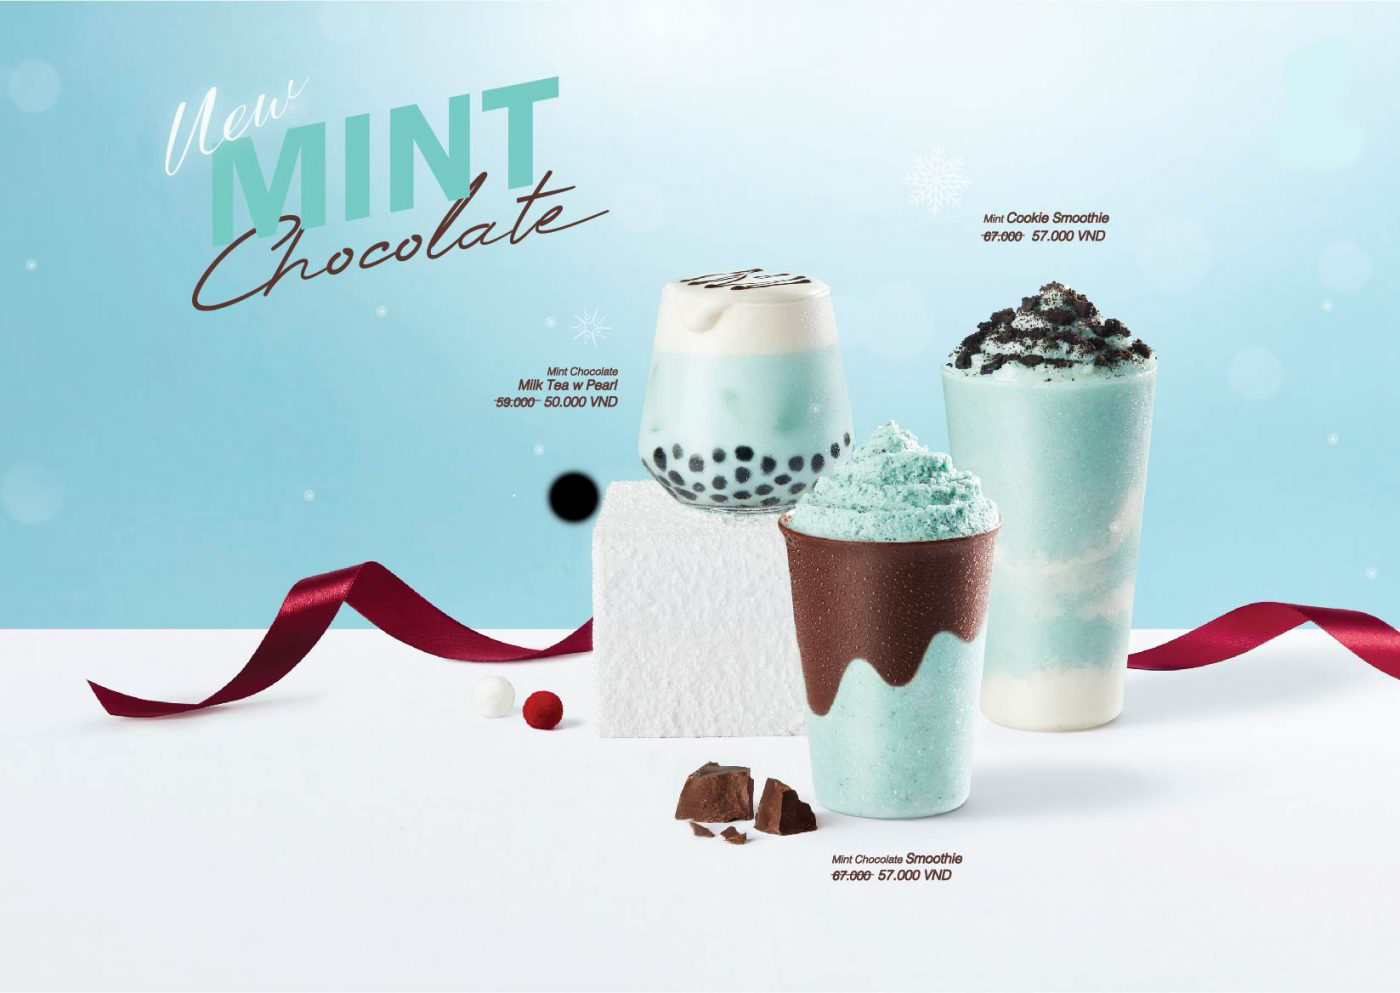 New
MINT
Chocolate
Mint Cookie Smoothie
67.000 57.000 VND
Mint Chocolate
Milk Tea w Pearl
59.000 50.000 VND
Mint Chocolate Smoothie
67.000 57.000 VND